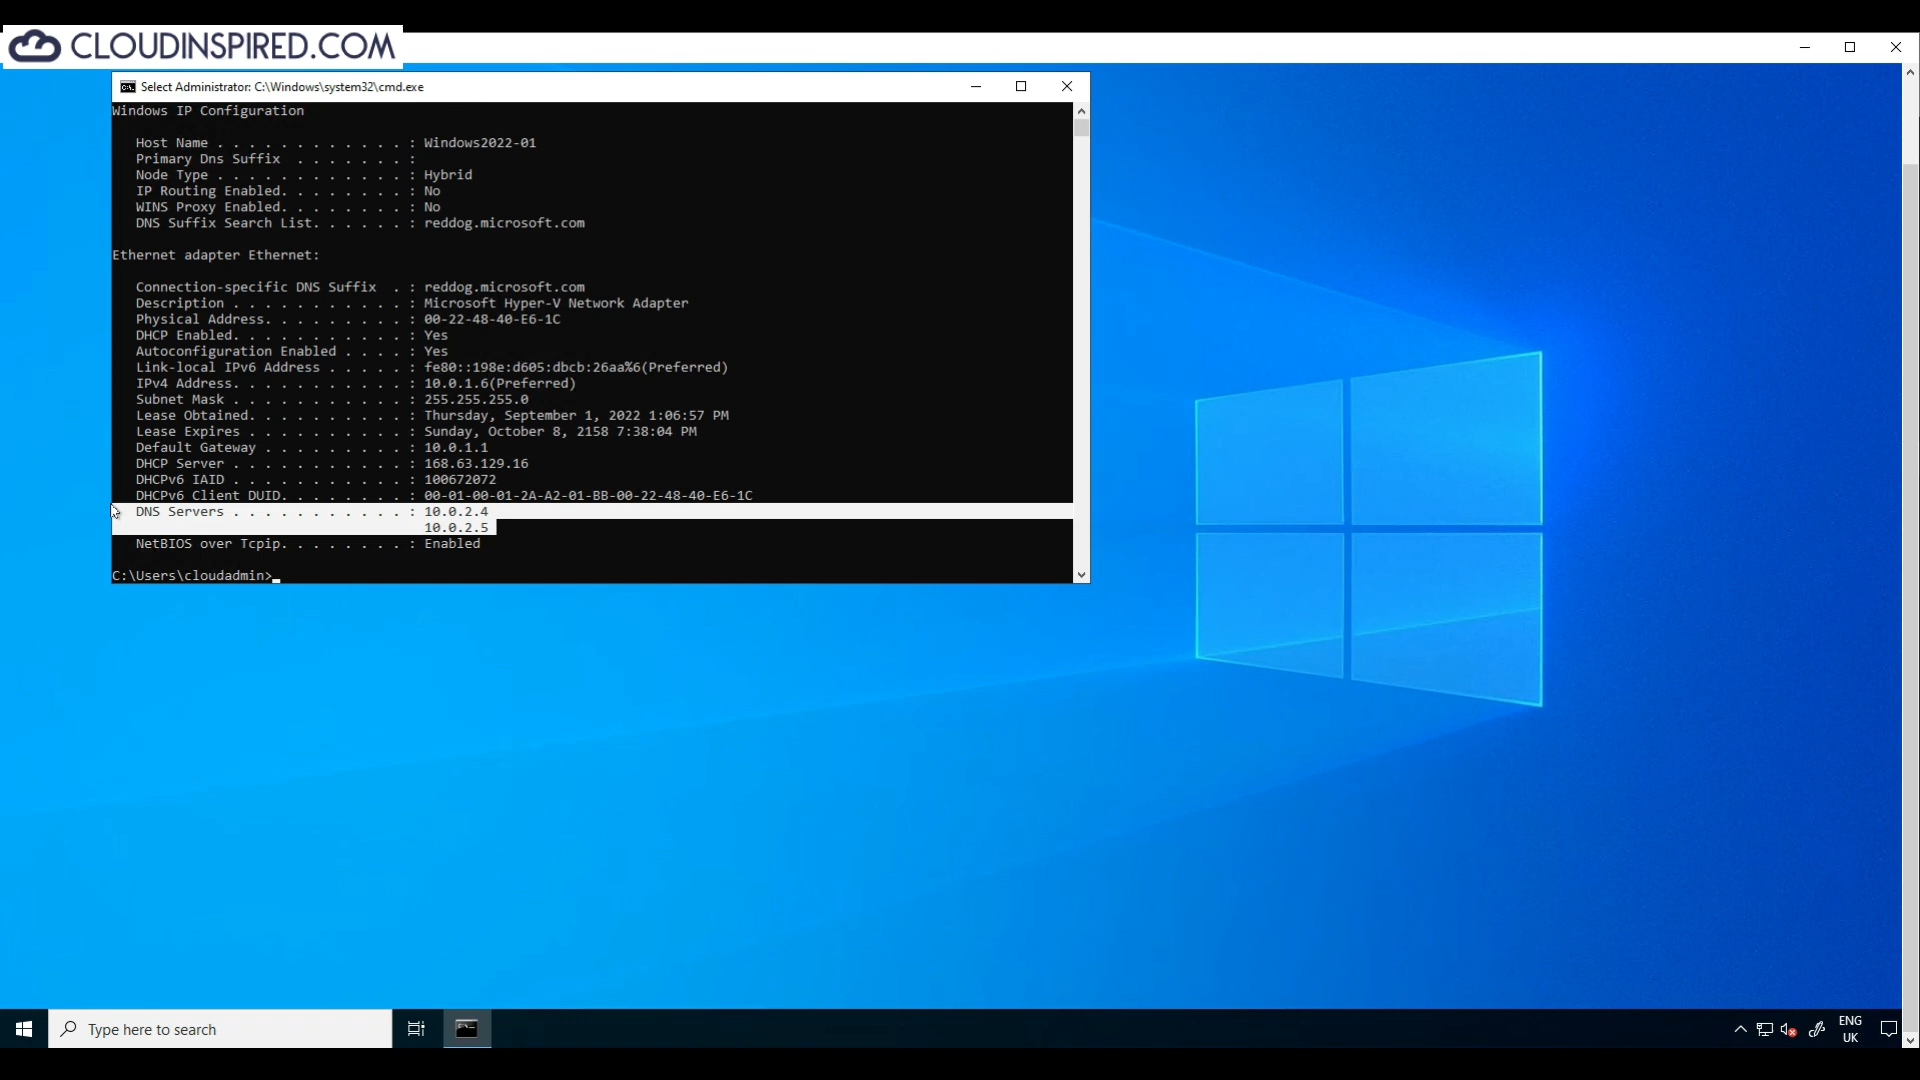 CLOUDINSPIRED.COM
Select Administrator: C:\Windows\system32\cmd.exe
Windows IP Configuration
Host Name . . . . . . . . . . . . : Windows2022-01
Primary Dns Suffix  . . . . . . . :
Node Type . . . . . . . . . . . . : Hybrid
IP Routing Enabled. . . . . . . . : No
WINS Proxy Enabled. . . . . . . . : No
DNS Suffix Search List. . . . . . : reddog.microsoft.com
Ethernet adapter Ethernet:
Connection-specific DNS Suffix  . : reddog.microsoft.com
Description . . . . . . . . . . . : Microsoft Hyper-V Network Adapter
Physical Address. . . . . . . . . : 00-22-48-40-E6-1C
DHCP Enabled. . . . . . . . . . . : Yes
Autoconfiguration Enabled . . . . : Yes
Link-local IPv6 Address . . . . . : fe80::198e:d605:dbcb:26aa%6(Preferred)
IPv4 Address. . . . . . . . . . . : 10.0.1.6(Preferred)
Subnet Mask . . . . . . . . . . . : 255.255.255.0
Lease Obtained. . . . . . . . . . : Thursday, September 1, 2022 1:06:57 PM
Lease Expires . . . . . . . . . . : Sunday, October 8, 2158 7:38:04 PM
Default Gateway . . . . . . . . . : 10.0.1.1
DHCP Server . . . . . . . . . . . : 168.63.129.16
DHCPv6 IAID . . . . . . . . . . . : 100672072
DHCPv6 Client DUID. . . . . . . . : 00-01-00-01-2A-A2-01-BB-00-22-48-40-E6-1C
DNS Servers . . . . . . . . . . . : 10.0.2.4
10.0.2.5
NetBIOS over Tcpip. . . . . . . . : Enabled
C:\Users\cloudadmin>
Type here to search
ENG
UK